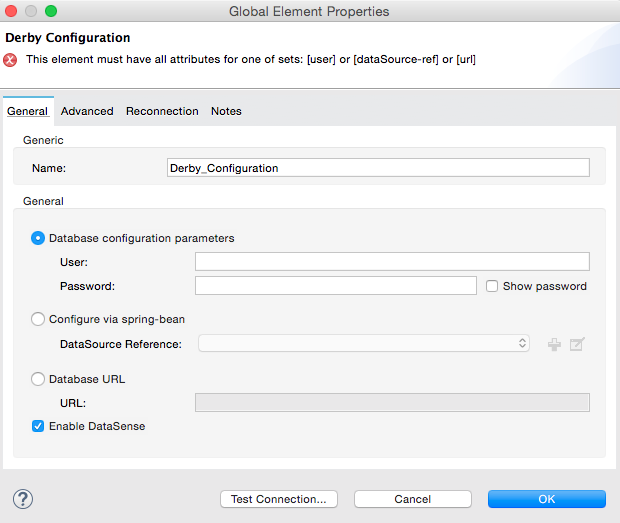 Global Element Properties
Derby Configuration
This element must have all attributes for one of sets: [user] or [dataSource-ref] or [url]
General Advanced Reconnection Notes
Generic
Name: Derby_Configuration
General
Database configuration parameters
User:
Password: Show password
Configure via spring-bean
DataSource Reference:
Database URL
URL:
Enable DataSense
? Test Connection... Cancel OK